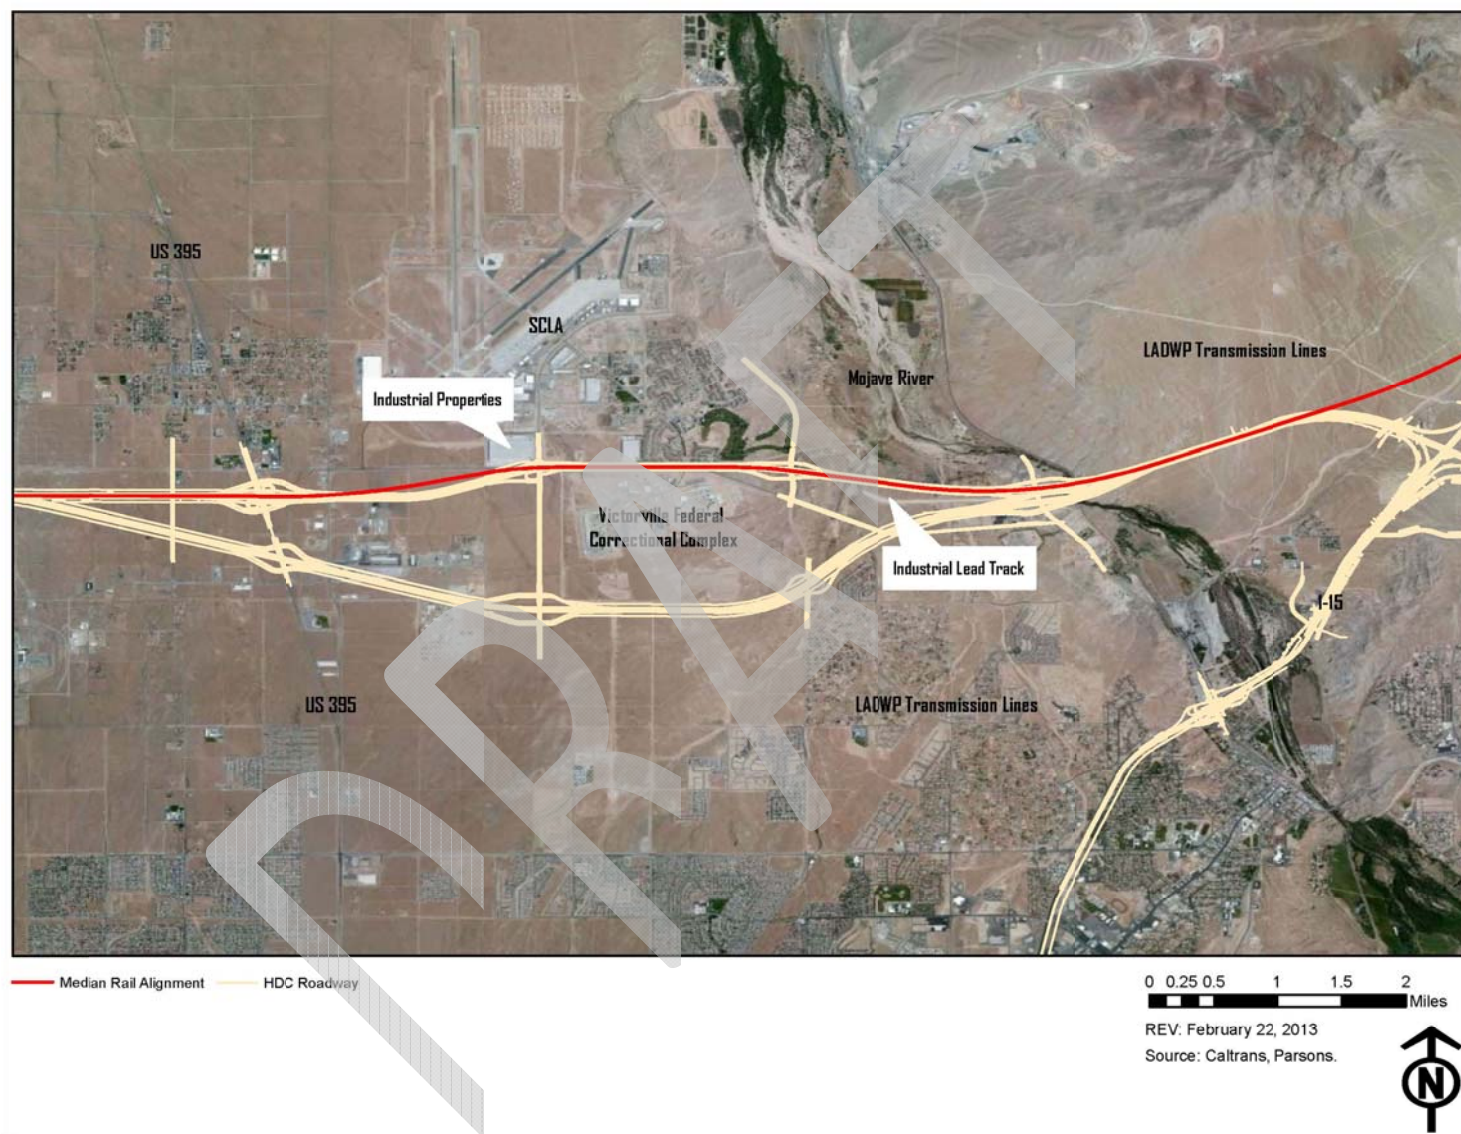 US 395
SCLA
LADWP Transmission Lines
Mojave River
Industrial Properties
Victorville Federal
Correctional Complex
Industrial Lead Track
I-15
US 395
LADWP Transmission Lines
DRAFT
Median Rail Alignment
HDC Roadway
0 0.25 0.5 1 1.5 2
Miles
REV: February 22, 2013
Source: Caltrans, Parsons.
N